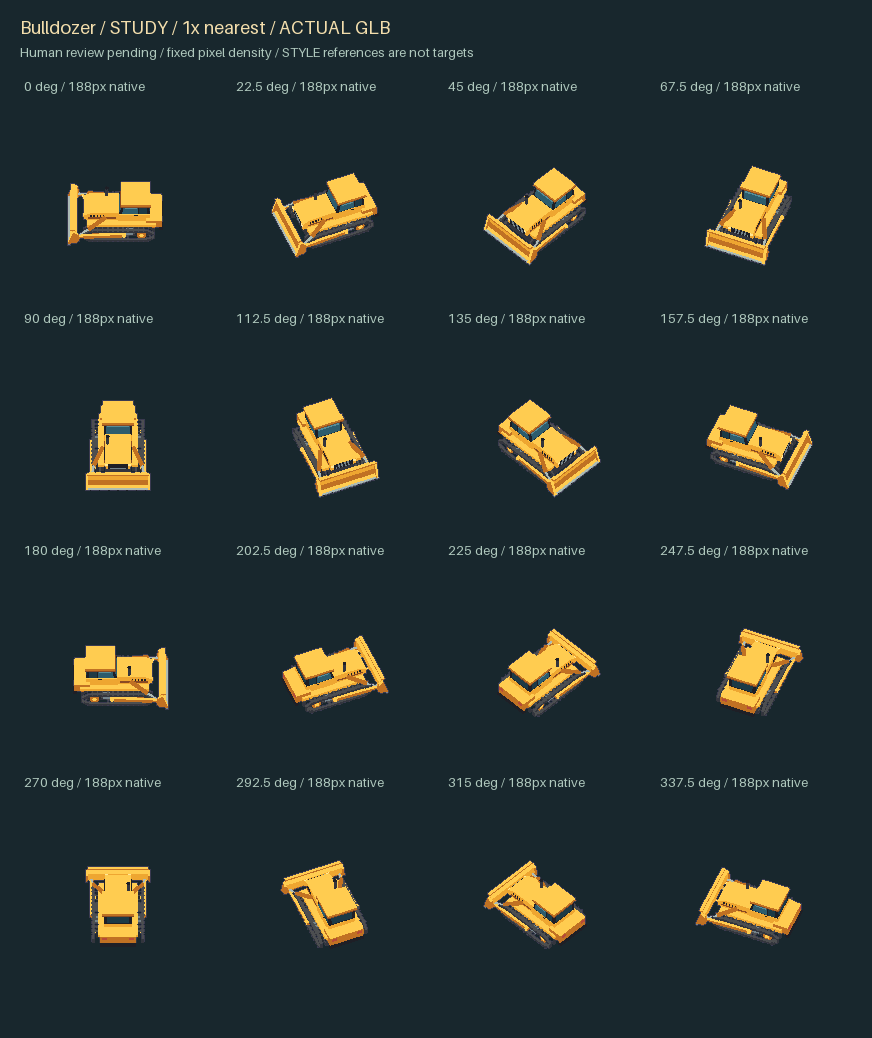 Bulldozer / STUDY / 1x nearest / ACTUAL GLB
Human review pending / fixed pixel density / STYLE references are not targets
0 deg / 188px native
22.5 deg / 188px native
45 deg / 188px native
67.5 deg / 188px native
90 deg / 188px native
112.5 deg / 188px native
135 deg / 188px native
157.5 deg / 188px native
180 deg / 188px native
202.5 deg / 188px native
225 deg / 188px native
247.5 deg / 188px native
270 deg / 188px native
292.5 deg / 188px native
315 deg / 188px native
337.5 deg / 188px native